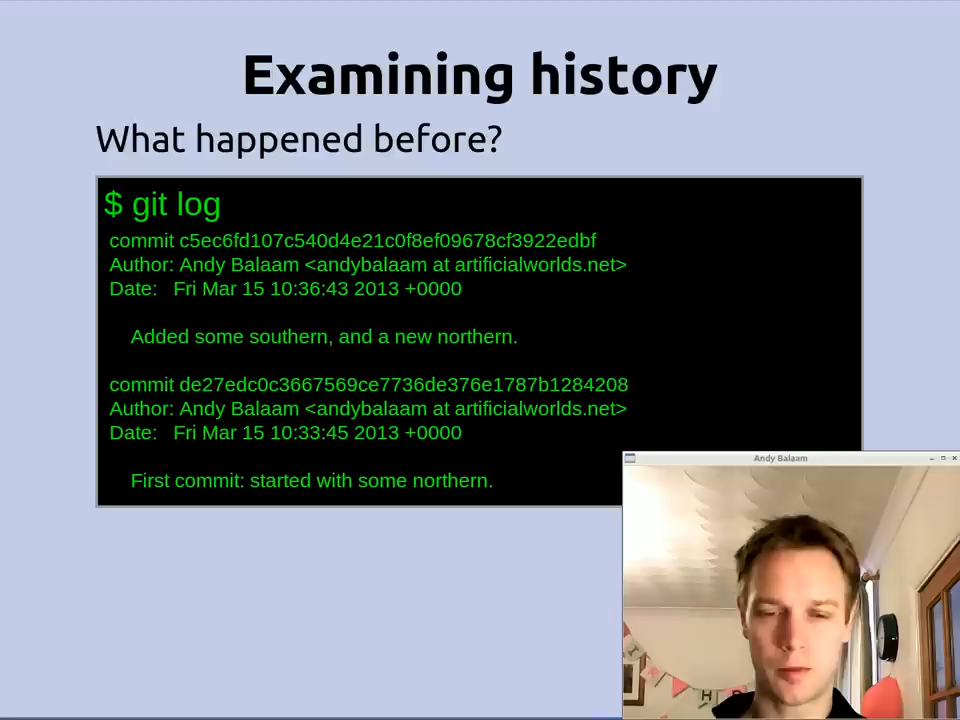 Examining history
What happened before?
$ git log
commit c5ec6fd107c540d4e21c0f8ef09678cf3922edbf
Author: Andy Balaam <andybalaam at artificialworlds.net>
Date:   Fri Mar 15 10:36:43 2013 +0000
Added some southern, and a new northern.
commit de27edc0c3667569ce7736de376e1787b1284208
Author: Andy Balaam <andybalaam at artificialworlds.net>
Date:   Fri Mar 15 10:33:45 2013 +0000
First commit: started with some northern.
Andy Balaam